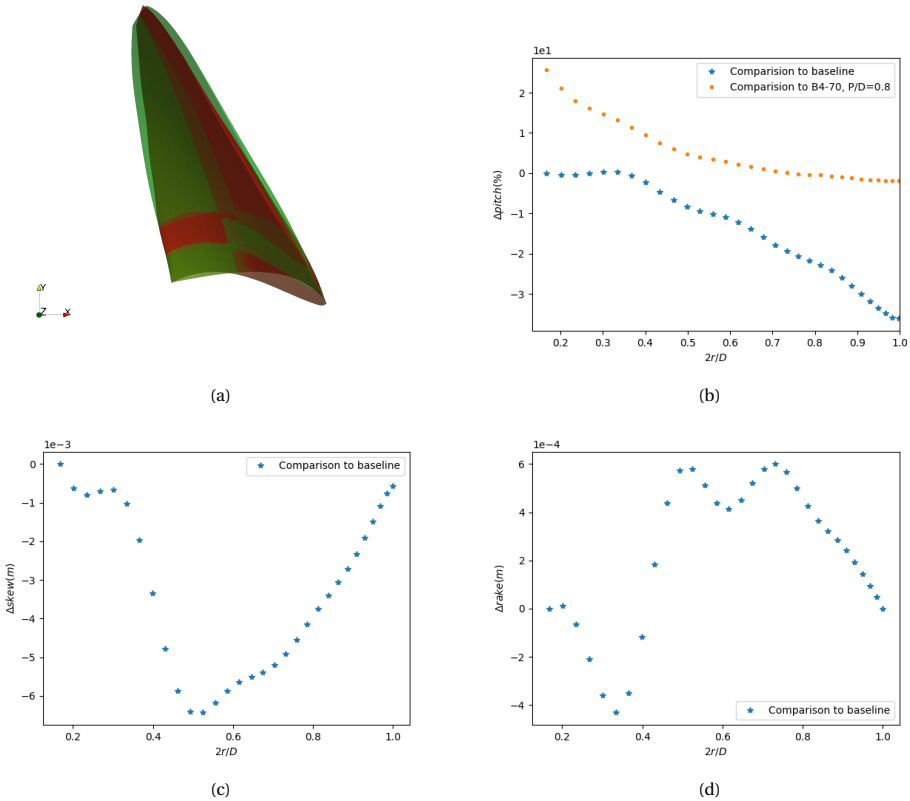 Y
Z
X
(a)
1e1
Comparision to baseline
Comparision to B4-70, P/D=0.8
2
1
0
−1
−2
−3
Δpitch(%)
0.2 0.3 0.4 0.5 0.6 0.7 0.8 0.9 1.0
2r/D
(b)
1e−3
Comparison to baseline
0
−1
−2
−3
−4
−5
−6
Δskew(m)
0.2 0.4 0.6 0.8 1.0
2r/D
(c)
1e−4
6
4
2
0
−2
−4
Δrake(m)
Comparison to baseline
0.2 0.4 0.6 0.8 1.0
2r/D
(d)